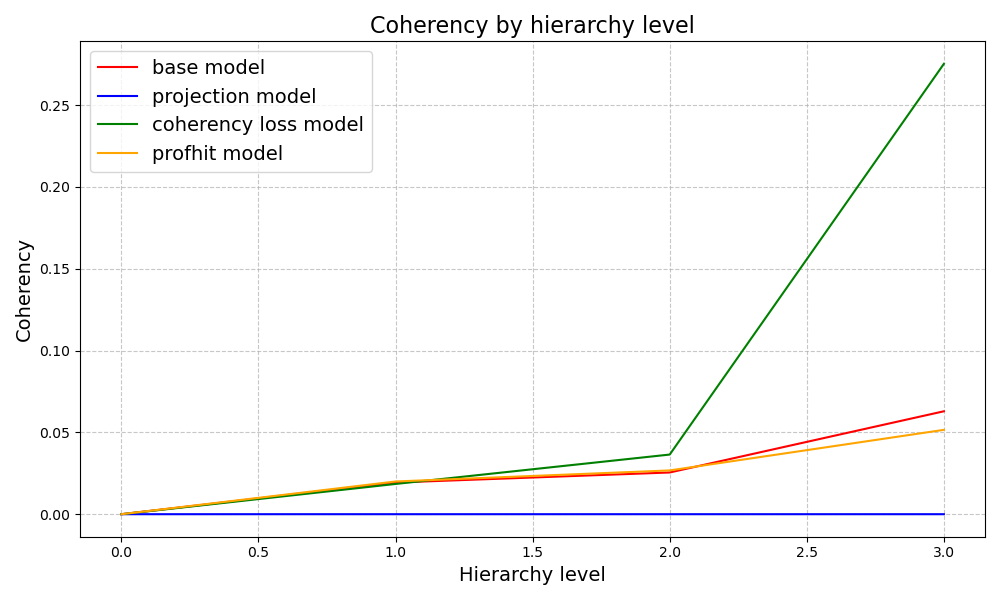 Coherency by hierarchy level
base model
projection model
coherency loss model
profhit model
Coherency
0.25
0.20
0.15
0.10
0.05
0.00
0.0 0.5 1.0 1.5 2.0 2.5 3.0
Hierarchy level